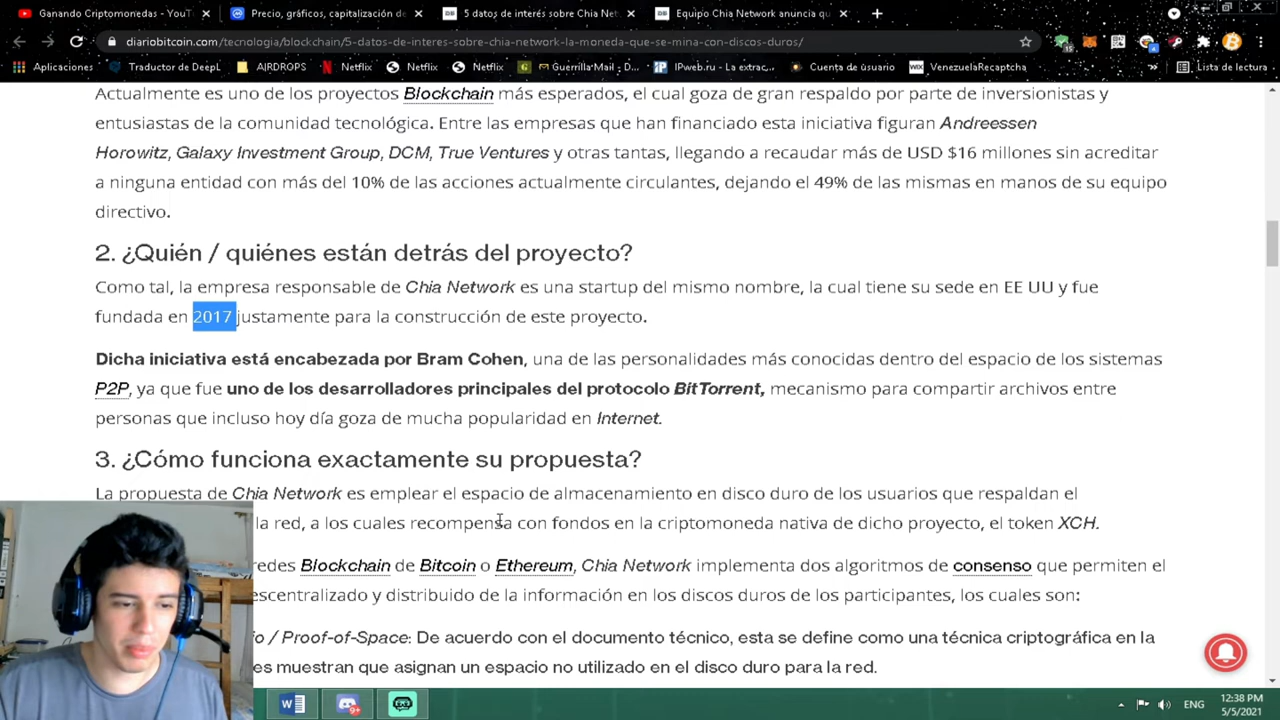 Ganando Criptomonedas - YouT
Precio, gráficos, capitalización de
5 datos de interés sobre Chia Net
Equipo Chia Network anuncia qu
diariobitcoin.com/tecnologia/blockchain/5-datos-de-interes-sobre-chia-network-la-moneda-que-se-mina-con-discos-duros/
15
4
Aplicaciones
Traductor de DeepL
AIRDROPS
Netflix
Netflix
Netflix
Guerrilla Mail - D...
IPweb.ru - La extrac...
Cuenta de usuario
WIX
VenezuelaRecaptcha
Lista de lectura
Actualmente es uno de los proyectos Blockchain más esperados, el cual goza de gran respaldo por parte de inversionistas y
entusiastas de la comunidad tecnológica. Entre las empresas que han financiado esta iniciativa figuran Andreessen
Horowitz, Galaxy Investment Group, DCM, True Ventures y otras tantas, llegando a recaudar más de USD $16 millones sin acreditar
a ninguna entidad con más del 10% de las acciones actualmente circulantes, dejando el 49% de las mismas en manos de su equipo
directivo.
2. ¿Quién / quiénes están detrás del proyecto?
Como tal, la empresa responsable de Chia Network es una startup del mismo nombre, la cual tiene su sede en EE UU y fue
fundada en 2017 justamente para la construcción de este proyecto.
Dicha iniciativa está encabezada por Bram Cohen, una de las personalidades más conocidas dentro del espacio de los sistemas
P2P, ya que fue uno de los desarrolladores principales del protocolo BitTorrent, mecanismo para compartir archivos entre
personas que incluso hoy día goza de mucha popularidad en Internet.
3. ¿Cómo funciona exactamente su propuesta?
La propuesta de Chia Network es emplear el espacio de almacenamiento en disco duro de los usuarios que respaldan el
la red, a los cuales recompensa con fondos en la criptomoneda nativa de dicho proyecto, el token XCH.
redes Blockchain de Bitcoin o Ethereum, Chia Network implementa dos algoritmos de consenso que permiten el
escentralizado y distribuido de la información en los discos duros de los participantes, los cuales son:
io / Proof-of-Space: De acuerdo con el documento técnico, esta se define como una técnica criptográfica en la
es muestran que asignan un espacio no utilizado en el disco duro para la red.
ENG
12:38 PM
5/5/2021